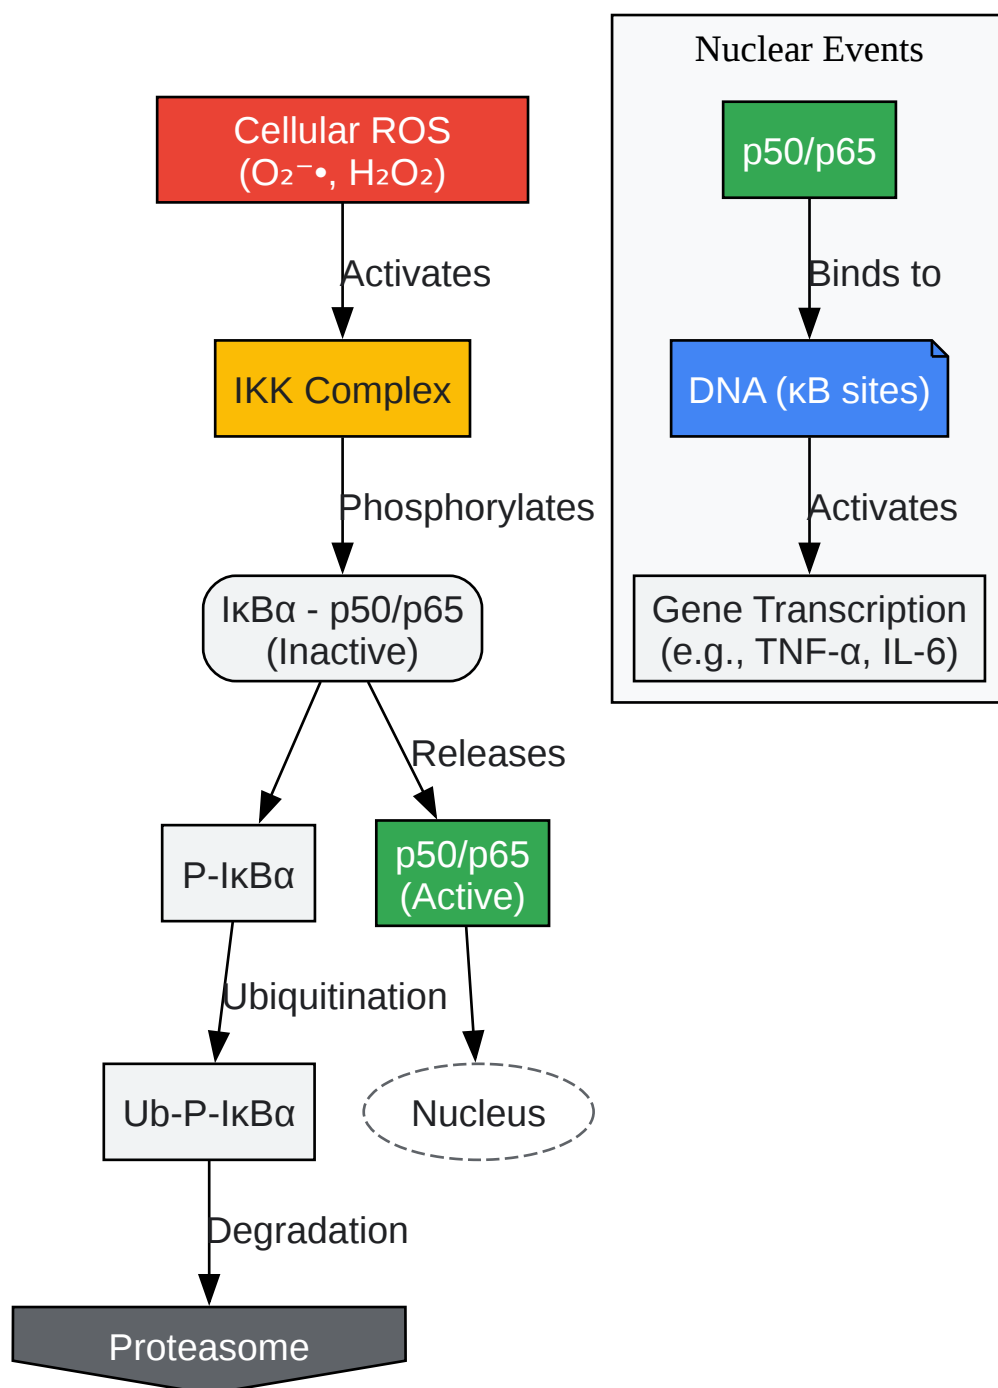 Cellular ROS
(O₂⁻•, H₂O₂)
Activates
IKK Complex
Phosphorylates
IκBα - p50/p65
(Inactive)
Releases
P-IκBα
p50/p65
(Active)
Ubiquitination
Ub-P-IκBα
Nucleus
Degradation
Proteasome
Nuclear Events
p50/p65
Binds to
DNA (κB sites)
Activates
Gene Transcription
(e.g., TNF-α, IL-6)